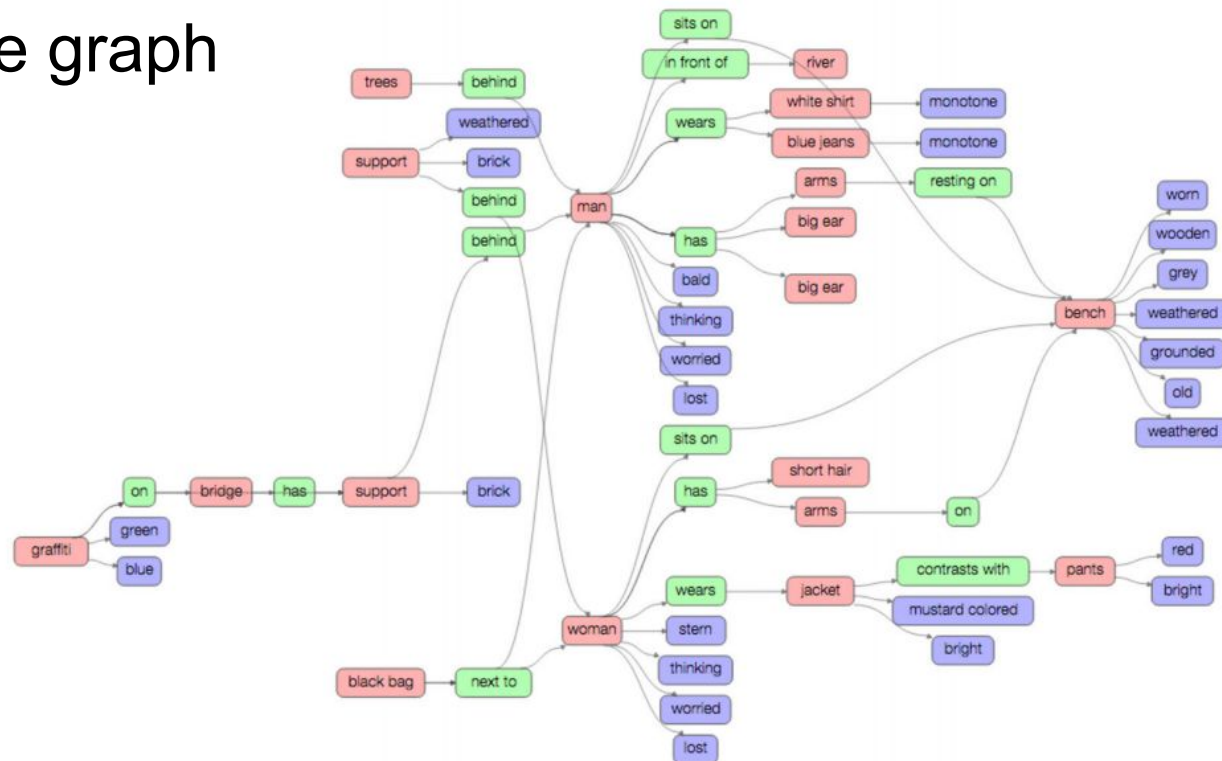 e graph
sits on
in front of
river
trees
behind
white shirt
monotone
weathered
wears
blue jeans
monotone
support
brick
arms
resting on
behind
worn
man
big ear
wooden
behind
has
grey
bald
big ear
bench
weathered
thinking
grounded
worried
old
lost
weathered
sits on
short hair
on
bridge
has
support
brick
has
arms
on
green
graffiti
red
blue
contrasts with
pants
wears
jacket
bright
mustard colored
woman
stern
bright
thinking
black bag
next to
worried
lost